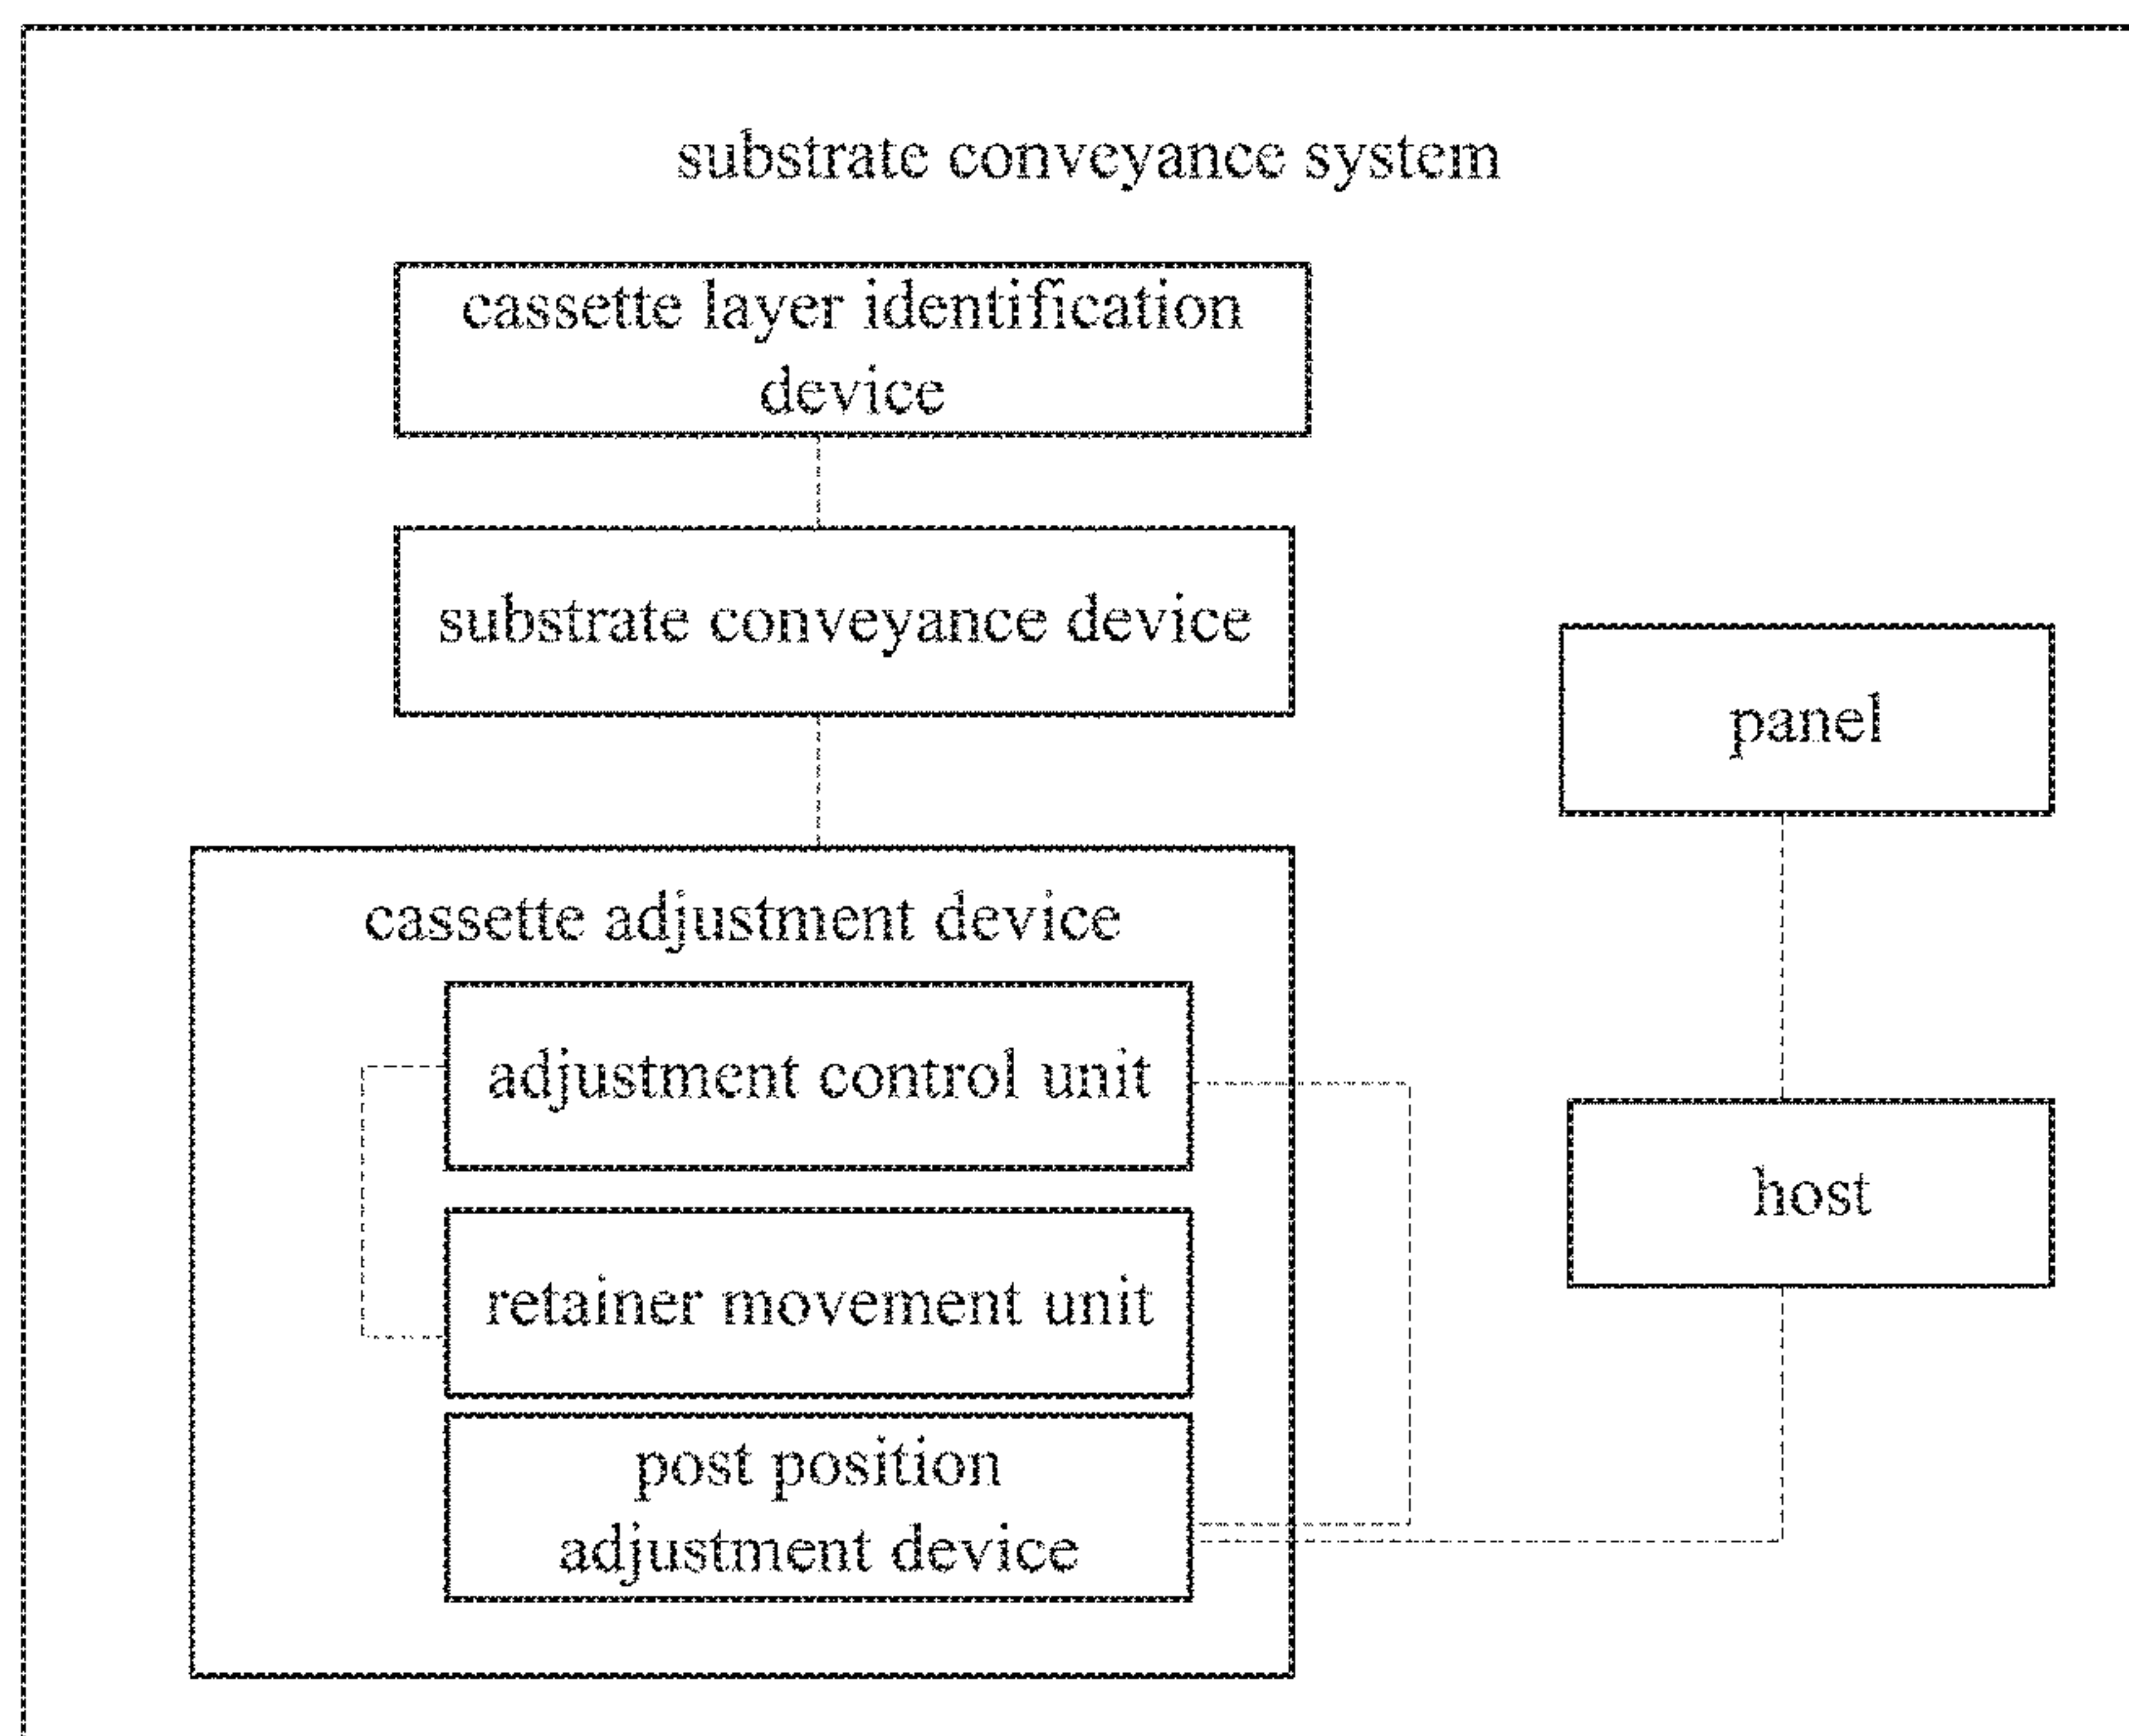 substrate conveyance system
cassette layer identification
device
substrate conveyance device
panel
cassette adjustment device
adjustment control unit
host
retainer movement unit
post position
adjustment device